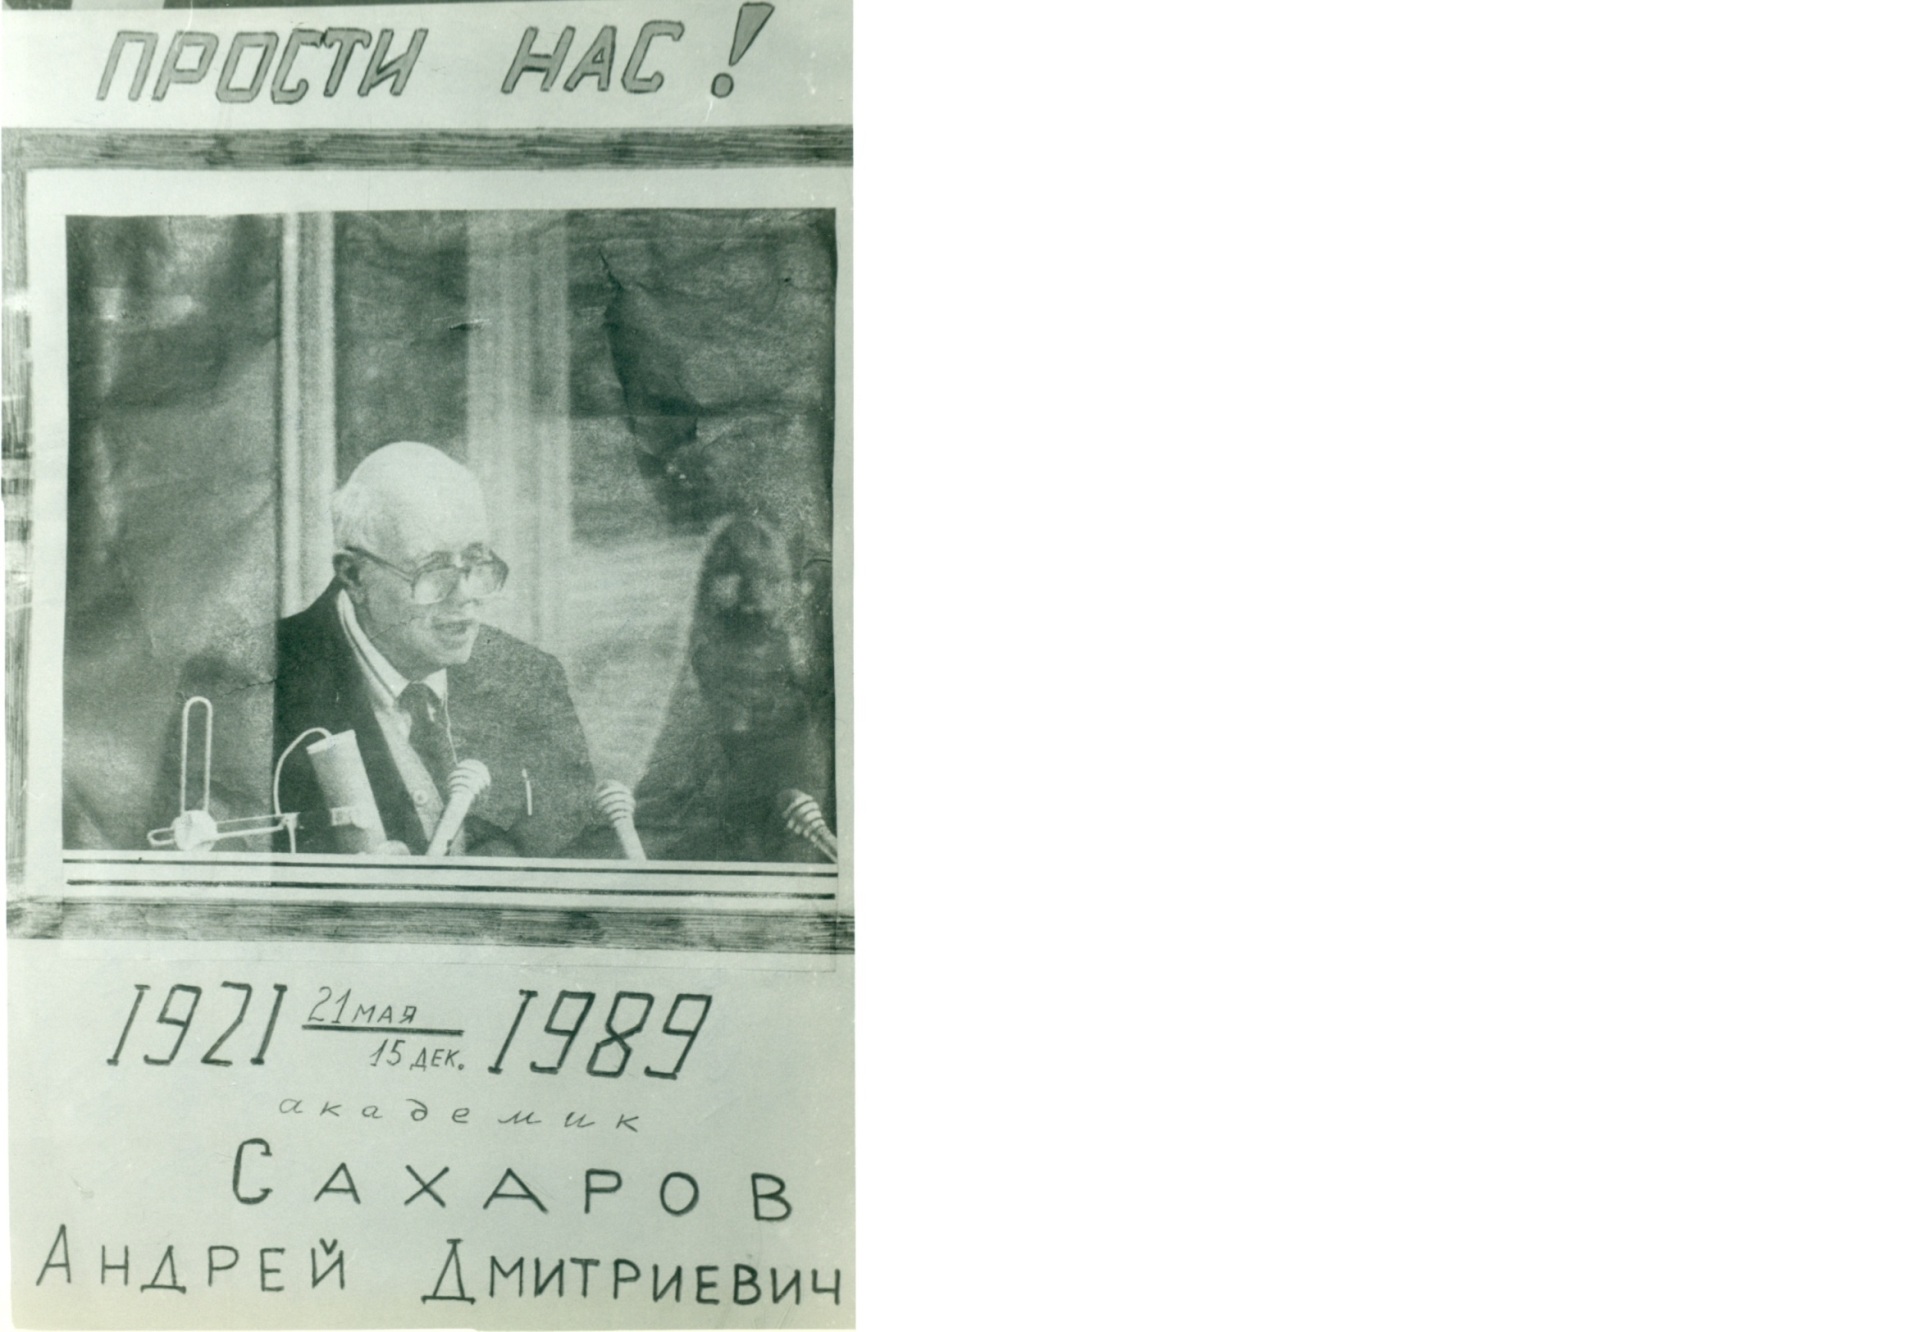 ПРОСТИ НАС!
1921 21 МАЯ 15 ДЕК. 1989
академик
САХАРОВ
АНДРЕЙ ДМИТРИЕВИЧ